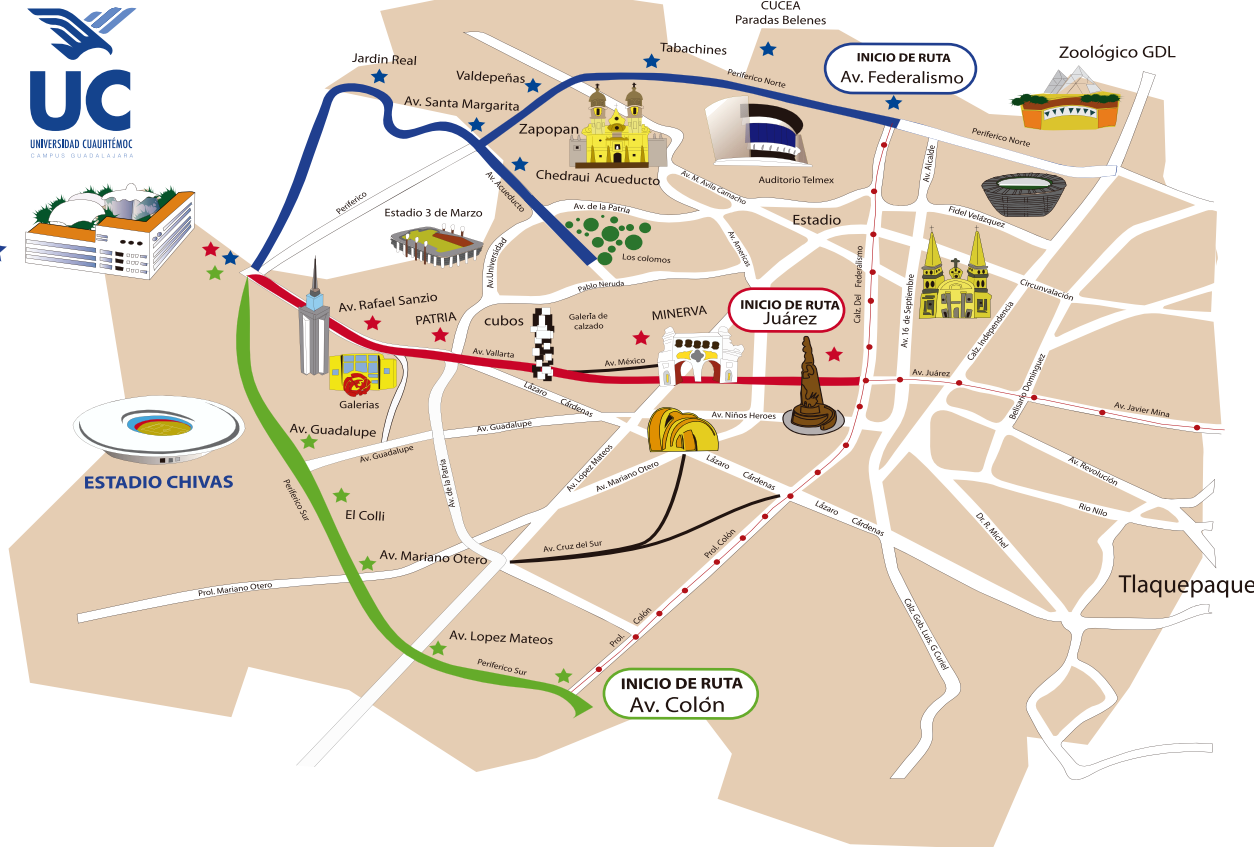 CUCEA
Paradas Belenes
UC
UNIVERSIDAD CUAUHTÉMOC
CAMPUS GUADALAJARA
Jardin Real
Tabachines
Valdepeñas
Periferico Norte
INICIO DE RUTA
Av. Federalismo
Zoológico GDL
Av. Santa Margarita
Zapopan
Periferico Norte
Chedraui Acueducto
Auditorio Telmex
Av. Alcalde
Av. M. Avila Camacho
Av. Acueducto
Periferico
Estadio 3 de Marzo
Av. de la Patria
Estadio
Fidel Velázquez
Av. Americas
Av.Universidad
Los colomos
Pablo Neruda
Calz. Del Federalismo
Av. 16 de Septiembre
Circunvalación
Calz. Independencia
Av. Rafael Sanzio
PATRIA
cubos
Galería de
calzado
MINERVA
INICIO DE RUTA
Juárez
Av. Vallarta
Av. México
Av. Juárez
Belisario Domínguez
Av. Javier Mina
Galerias
Lázaro Cárdenas
Av. Niños Heroes
Av. Guadalupe
Av. Guadalupe
Av. Guadalupe
ESTADIO CHIVAS
Av. Lopez Mateos
Av. Mariano Otero
Lázaro Cárdenas
Av. de la Patria
Av. Revolución
Periferico Sur
El Colli
Lázaro Cárdenas
Rio Nilo
Dr. R. Michel
Av. Mariano Otero
Av. Cruz del Sur
Prol. Colón
Prol. Mariano Otero
Tlaquepaque
Calz. Gob. Luis. G Curiel
Prol. Colón
Av. Lopez Mateos
Periferico Sur
INICIO DE RUTA
Av. Colón